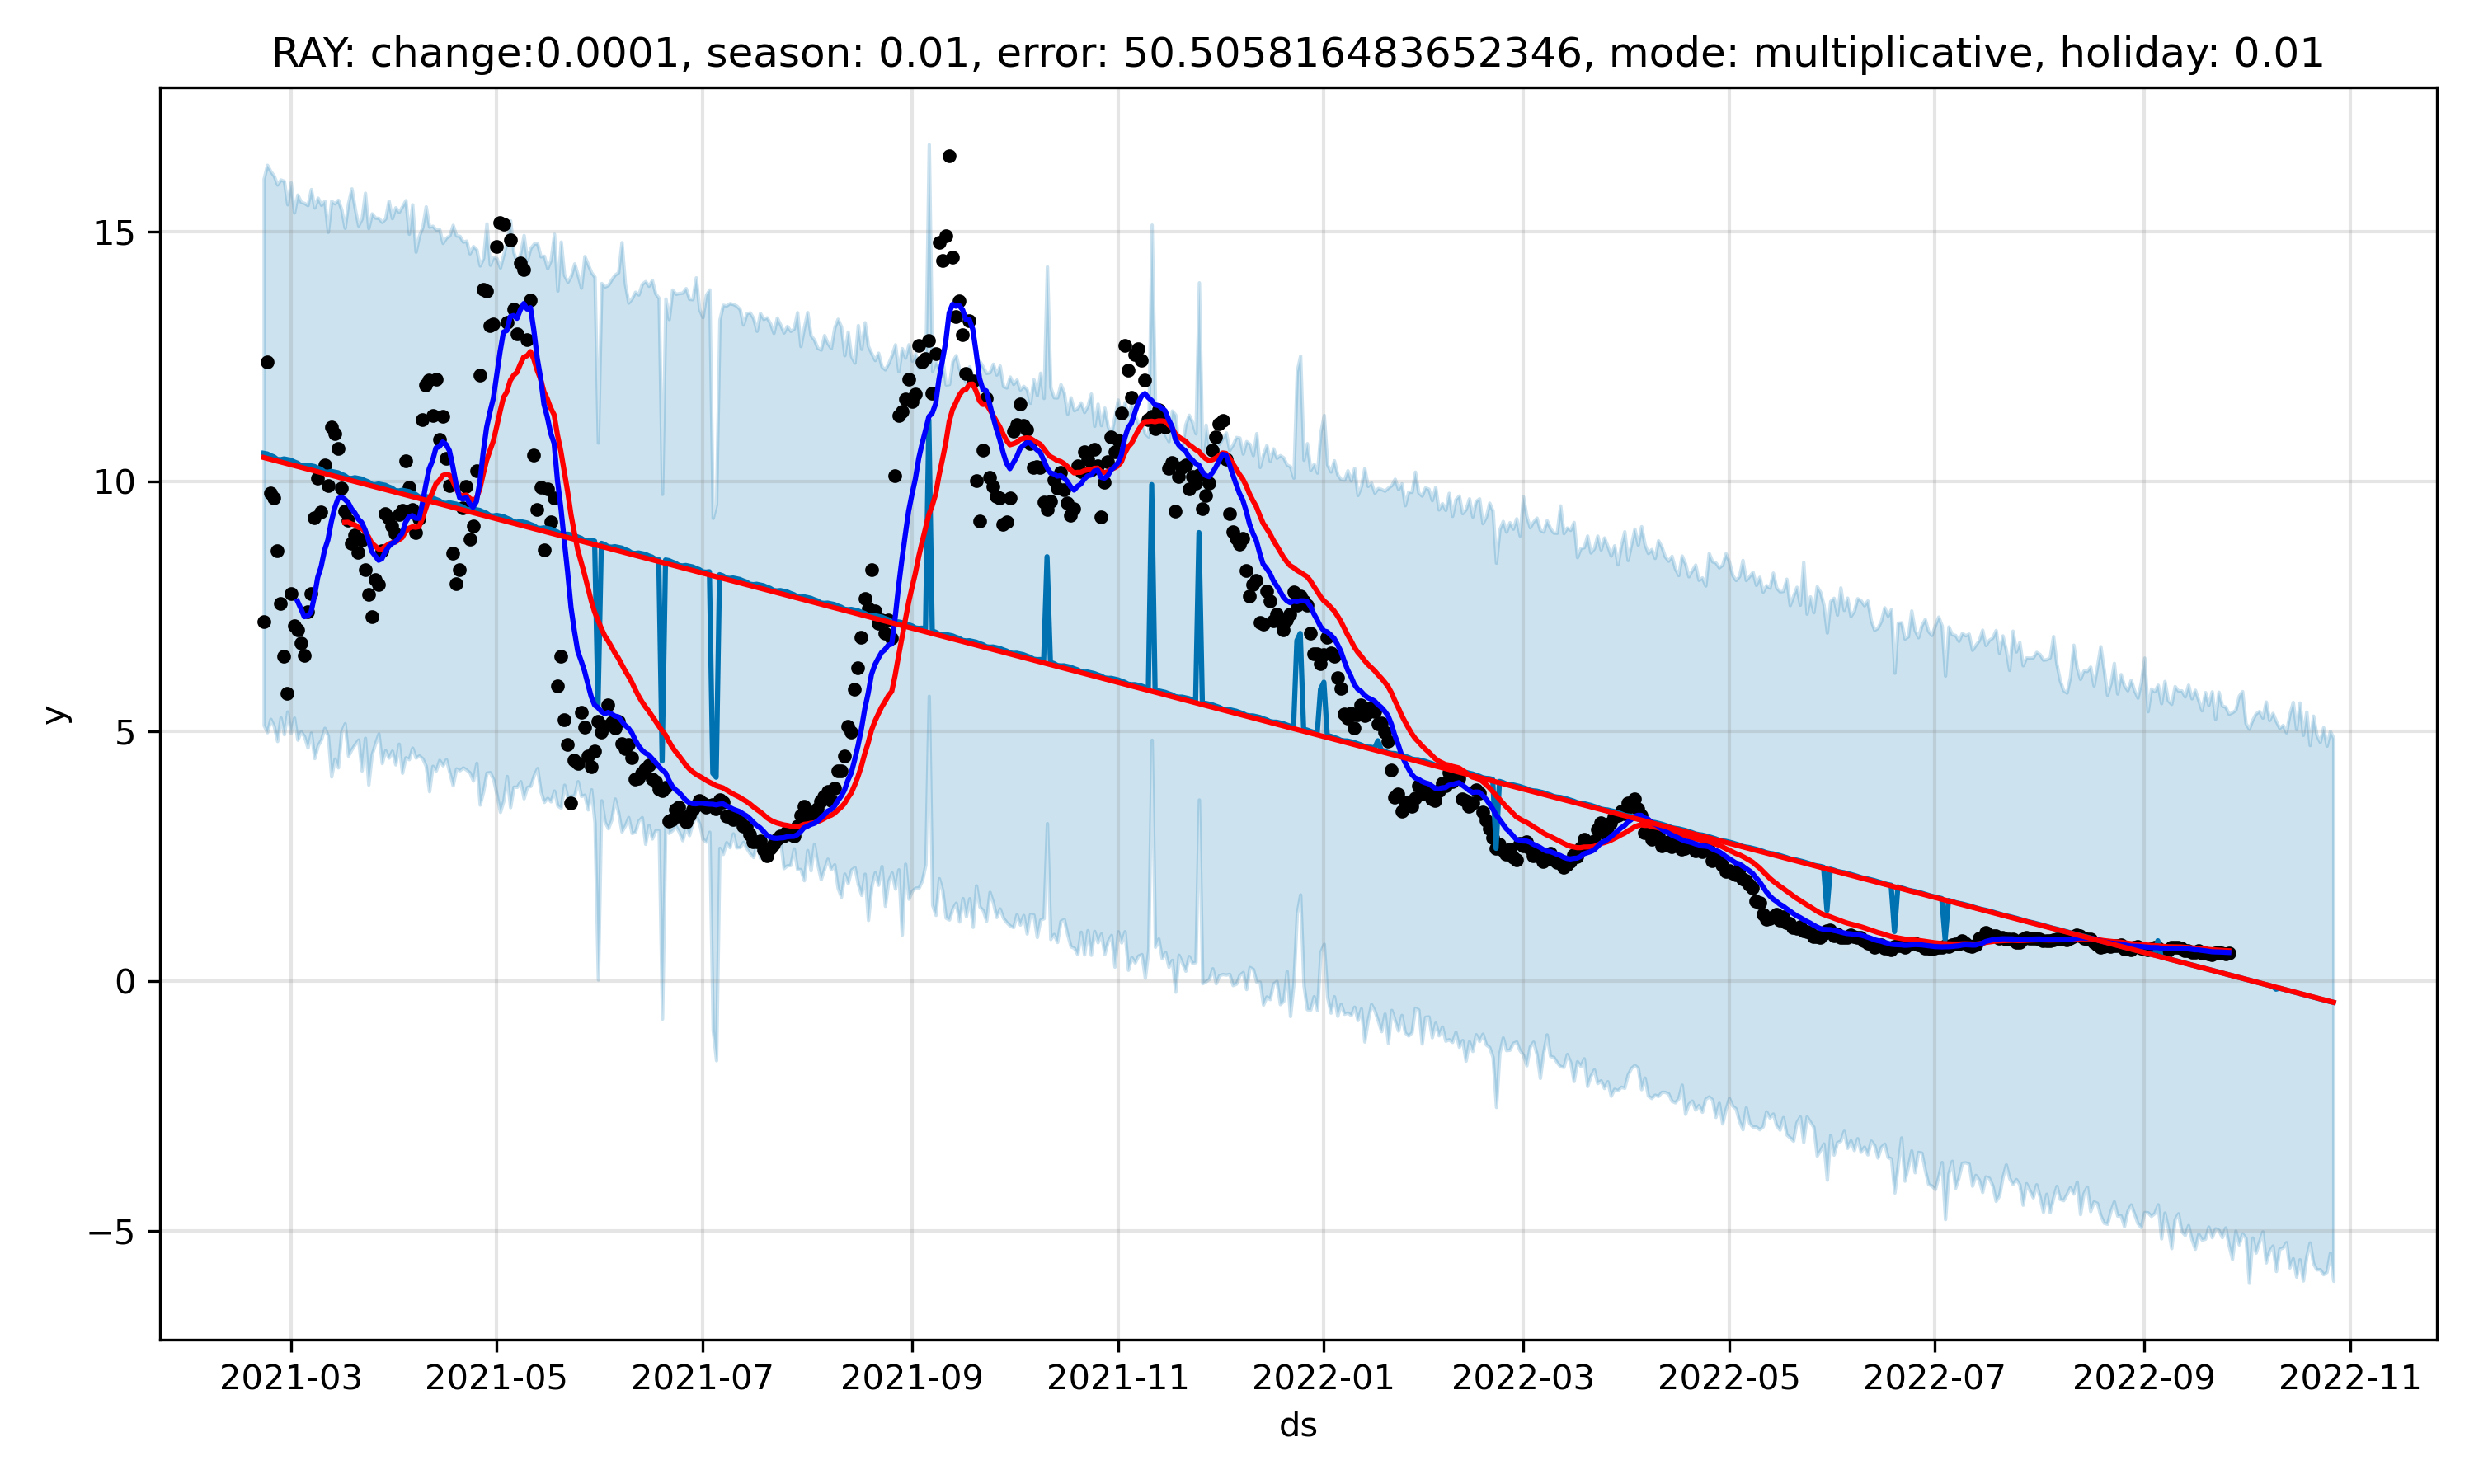 RAY: change:0.0001, season: 0.01, error: 50.505816483652346, mode: multiplicative, holiday: 0.01
y
15
10
5
0
−5
2021-03 2021-05 2021-07 2021-09 2021-11 2022-01 2022-03 2022-05 2022-07 2022-09 2022-11
ds